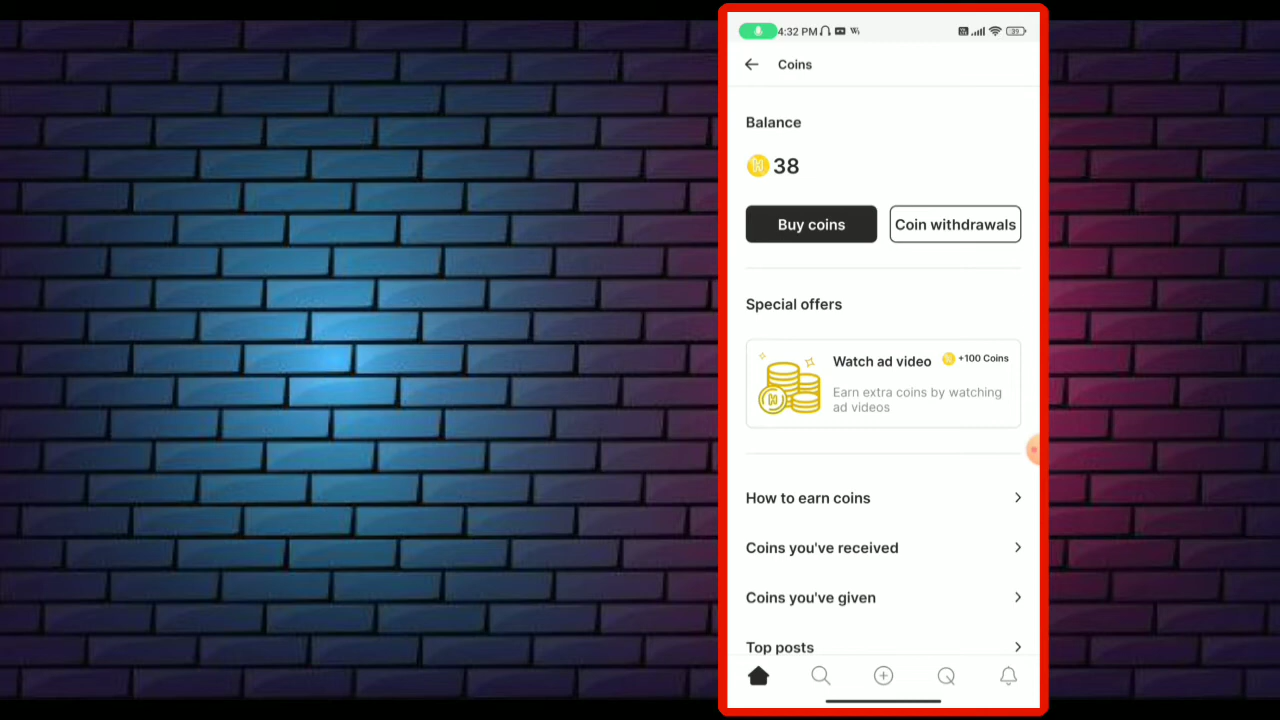 4:32 PM
39
Coins
Balance
38
Buy coins
Coin withdrawals
Special offers
Watch ad video
+100 Coins
Earn extra coins by watching
ad videos
How to earn coins
Coins you've received
Coins you've given
Top posts